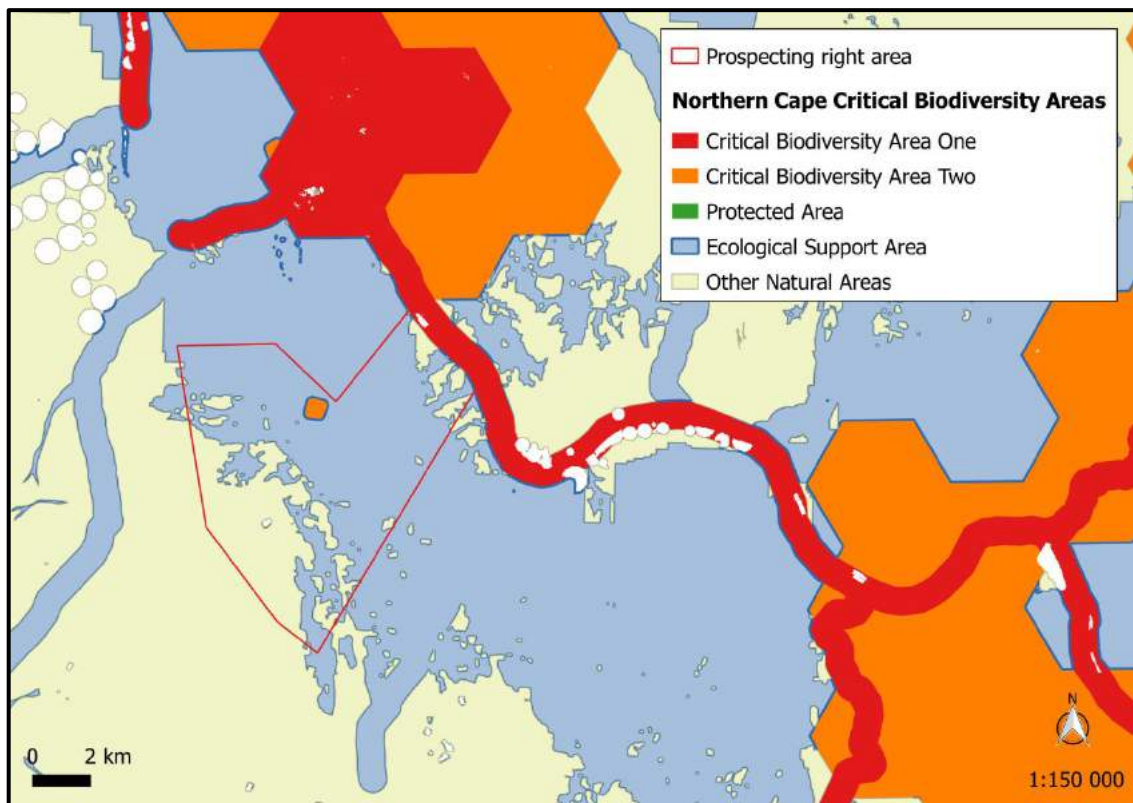 Prospecting right area
Northern Cape Critical Biodiversity Areas
Critical Biodiversity Area One
Critical Biodiversity Area Two
Protected Area
Ecological Support Area
Other Natural Areas
0 2 km
N
1:150 000